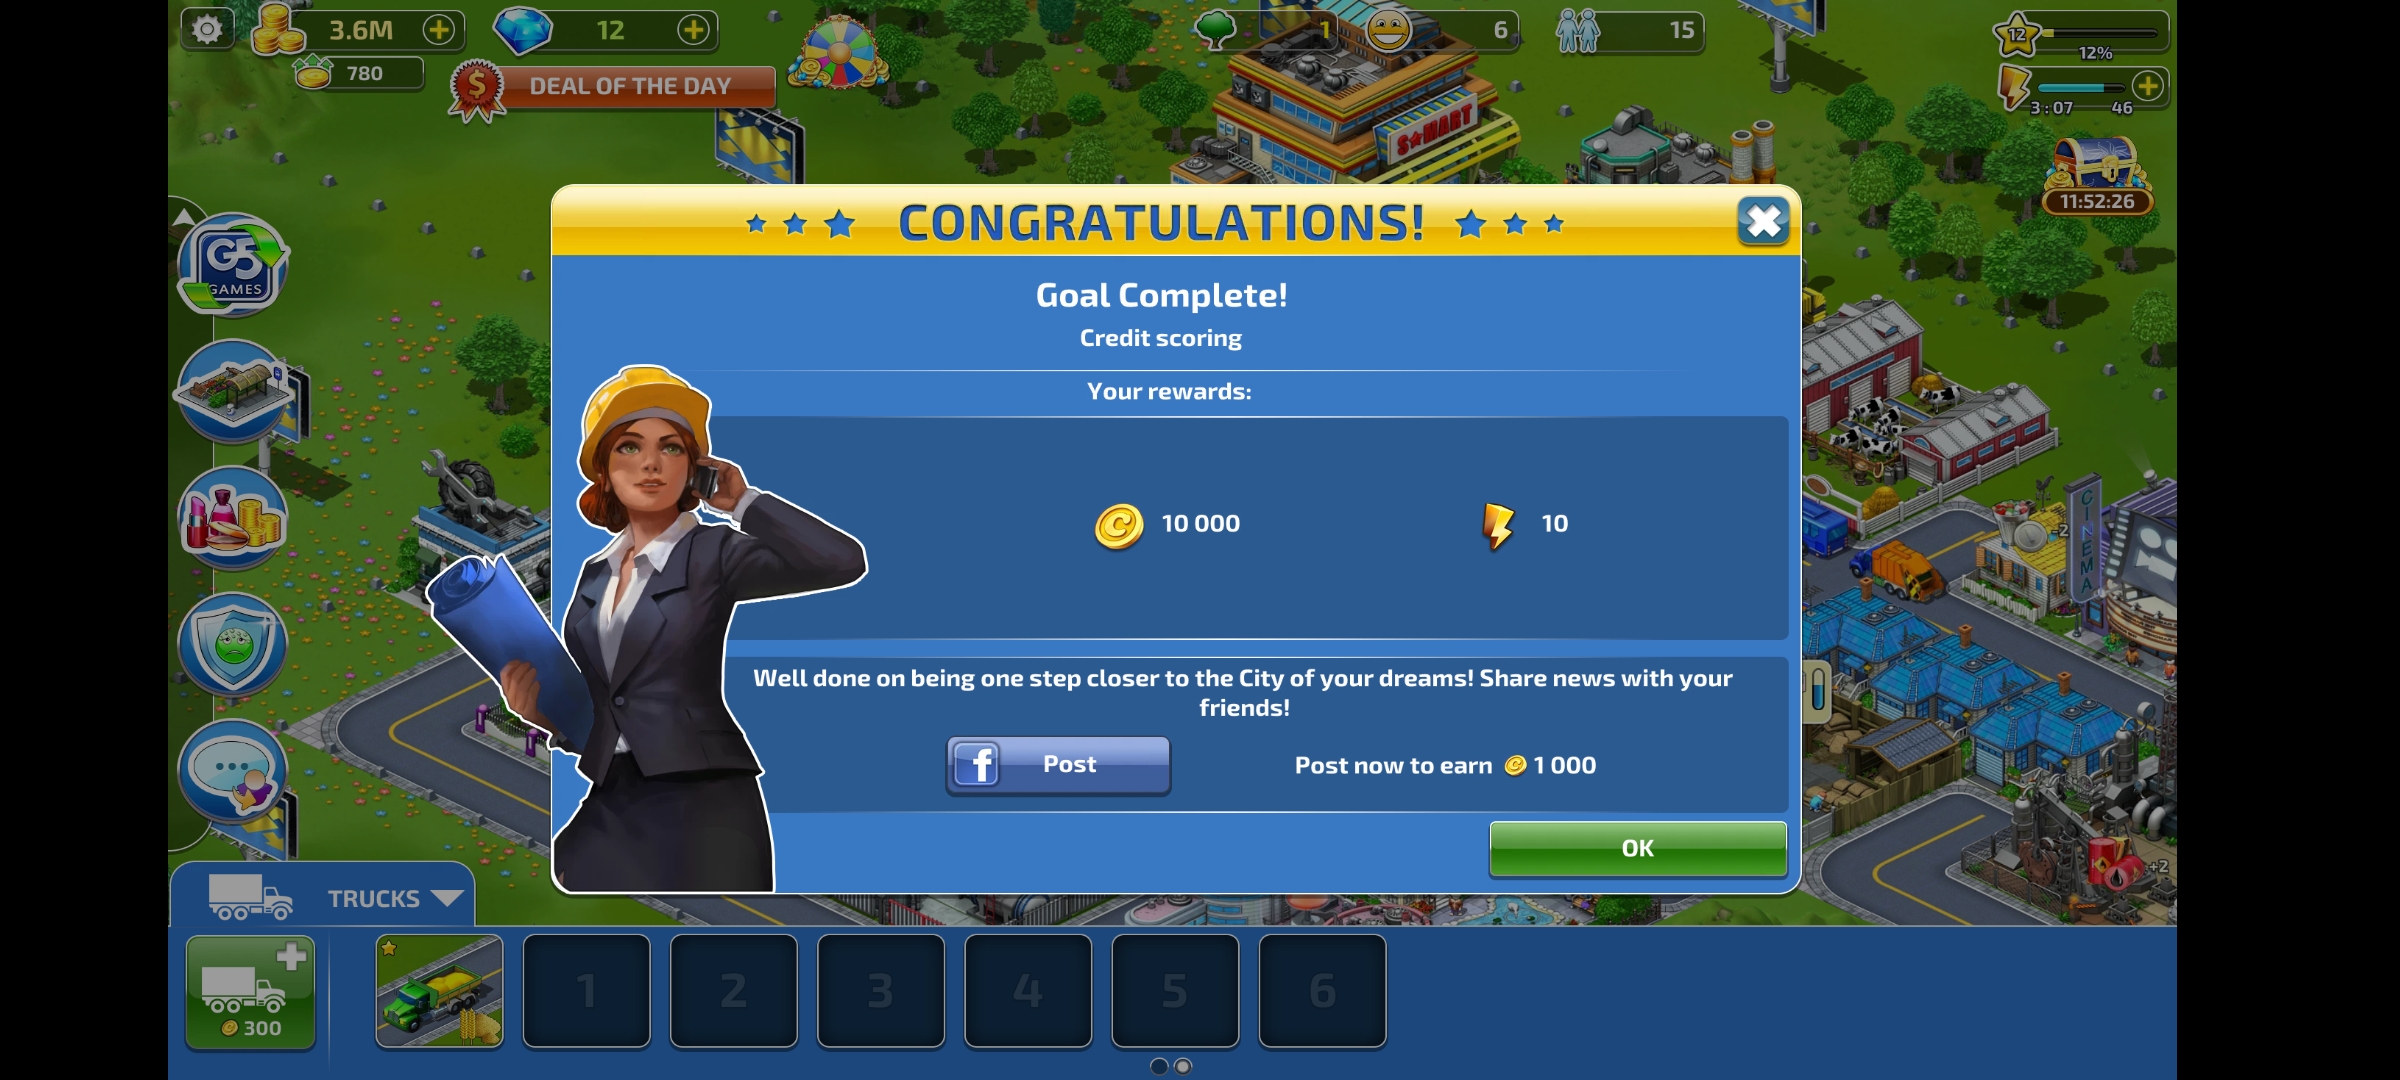 3.6M
12
1
6
15
12
12%
780
DEAL OF THE DAY
3:07
46
S★MART
11:52:26
CONGRATULATIONS!
G5
GAMES
Goal Complete!
Credit scoring
Your rewards:
10 000
10
CINEMA
-2
Well done on being one step closer to the City of your dreams! Share news with your
friends!
f Post
Post now to earn 1 000
OK
+2
TRUCKS
300
1
2
3
4
5
6